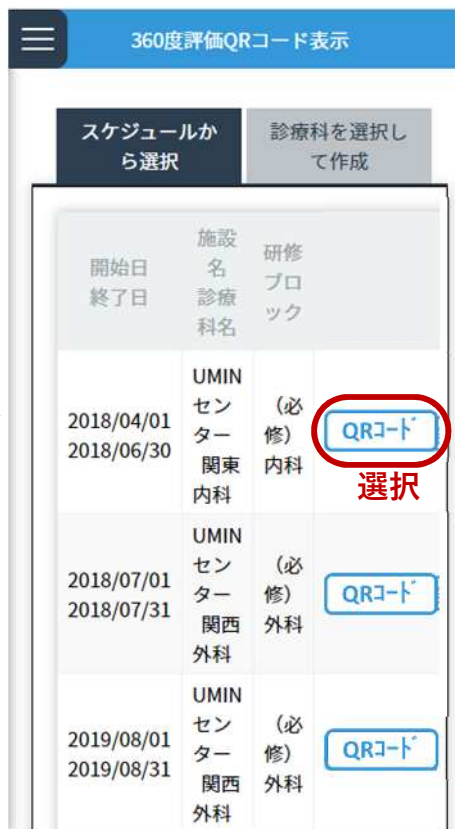 360度評価QRコード表示
スケジュールか
ら選択
診療科を選択し
て作成
開始日
終了日
施設
名
診療
科名
研修
ブロ
ック
2018/04/01
2018/06/30
UMIN
セン
ター
関東
内科
（必
修）
内科
QRｺｰﾄﾞ
選択
2018/07/01
2018/07/31
UMIN
セン
ター
関西
外科
（必
修）
外科
QRｺｰﾄﾞ
2019/08/01
2019/08/31
UMIN
セン
ター
関西
外科
（必
修）
外科
QRｺｰﾄﾞ